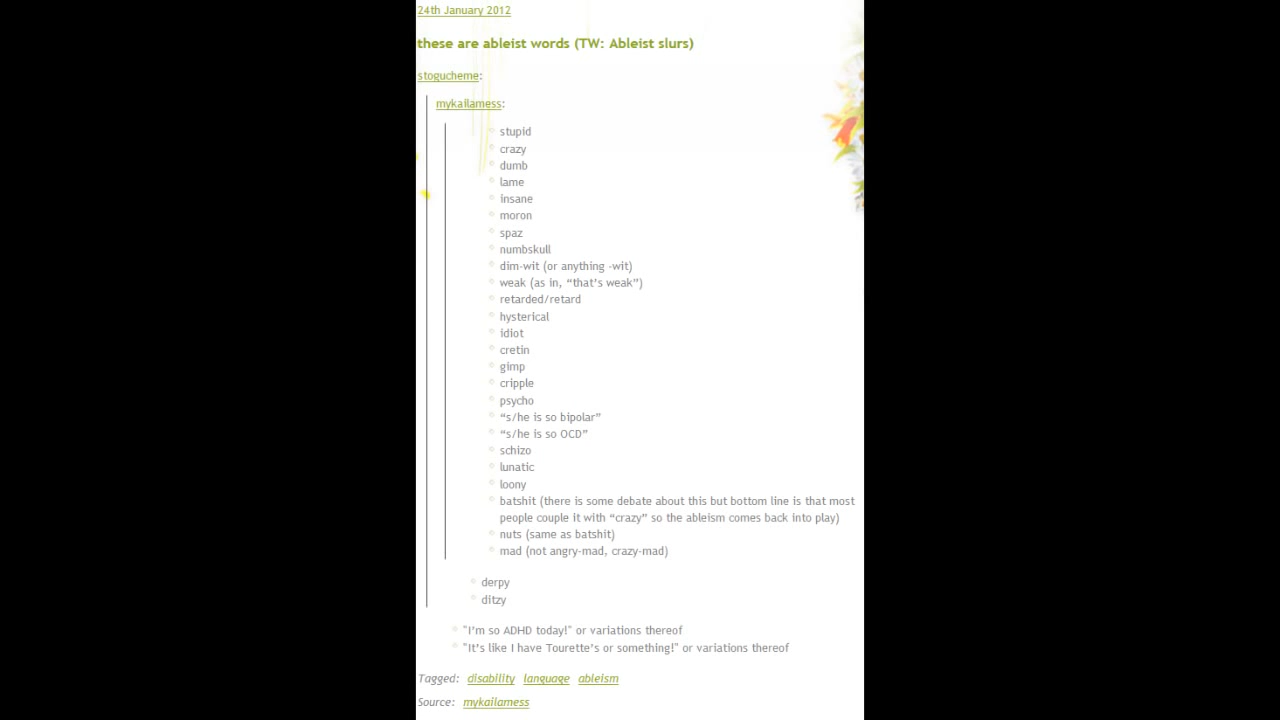 24th January 2012
these are ableist words (TW: Ableist slurs)
stogucheme:
mykailamess:
stupid
crazy
dumb
lame
insane
moron
spaz
numbskull
dim-wit (or anything -wit)
weak (as in, “that’s weak”)
retarded/retard
hysterical
idiot
cretin
gimp
cripple
psycho
“s/he is so bipolar”
“s/he is so OCD”
schizo
lunatic
loony
batshit (there is some debate about this but bottom line is that most
people couple it with “crazy” so the ableism comes back into play)
nuts (same as batshit)
mad (not angry-mad, crazy-mad)
derpy
ditzy
"I’m so ADHD today!" or variations thereof
"It’s like I have Tourette’s or something!" or variations thereof
Tagged: disability language ableism
Source: mykailamess